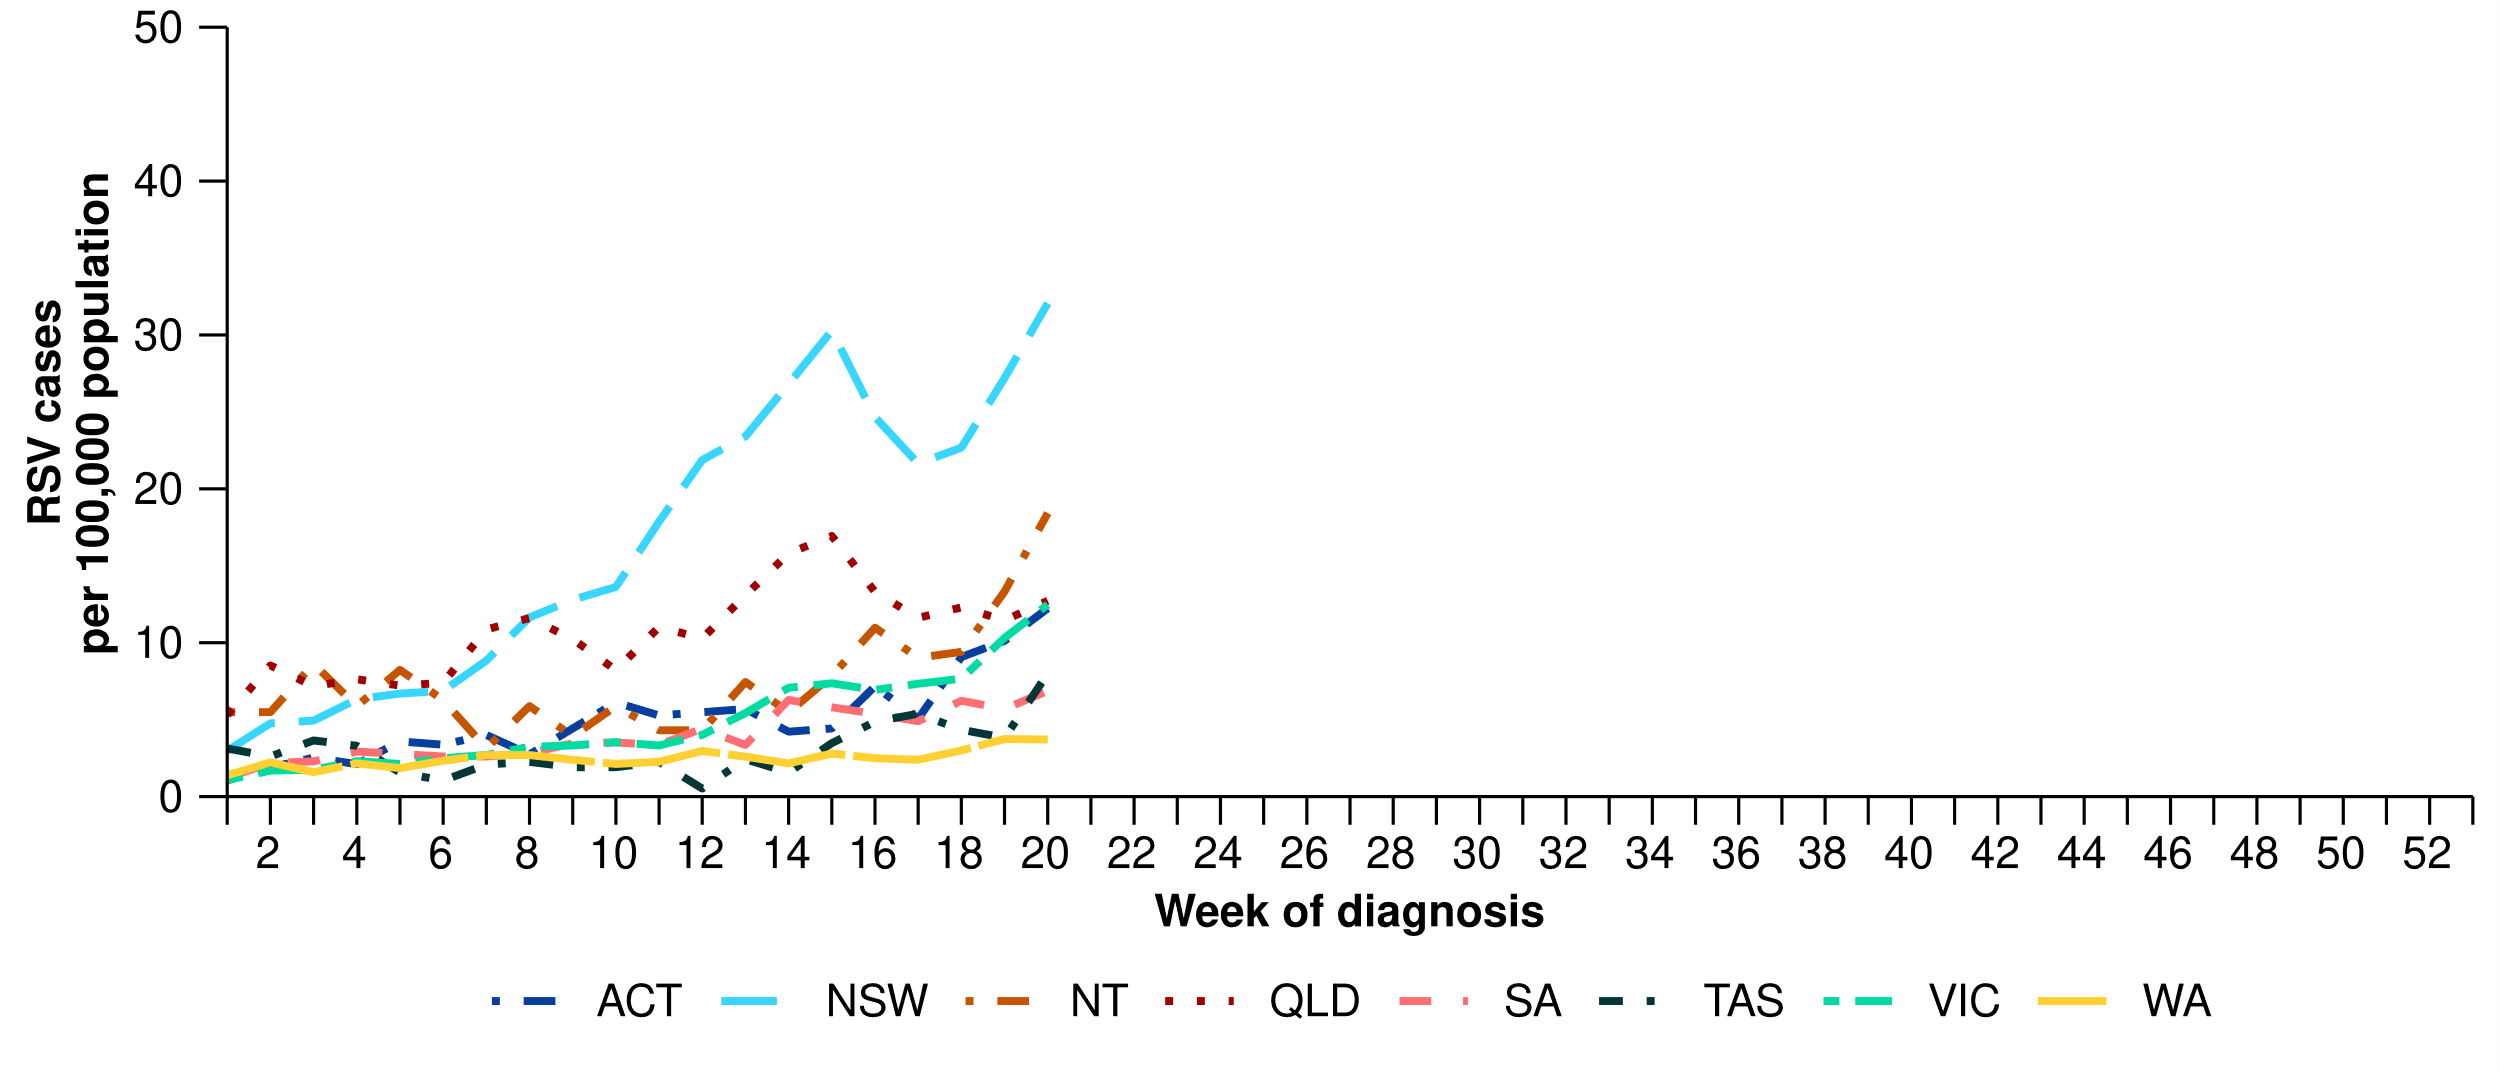 RSV cases
per 100,000 population
50
40
30
20
10
0
2 4 6 8 10 12 14 16 18 20 22 24 26 28 30 32 34 36 38 40 42 44 46 48 50 52
Week of diagnosis
ACT NSW NT QLD SA TAS VIC WA